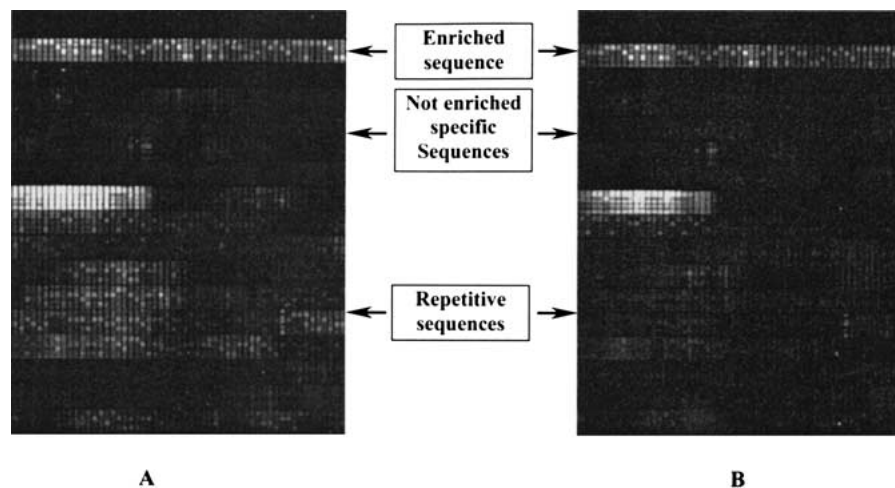 Enriched
sequence
Not enriched
specific
Sequences
Repetitive
sequences
A
B